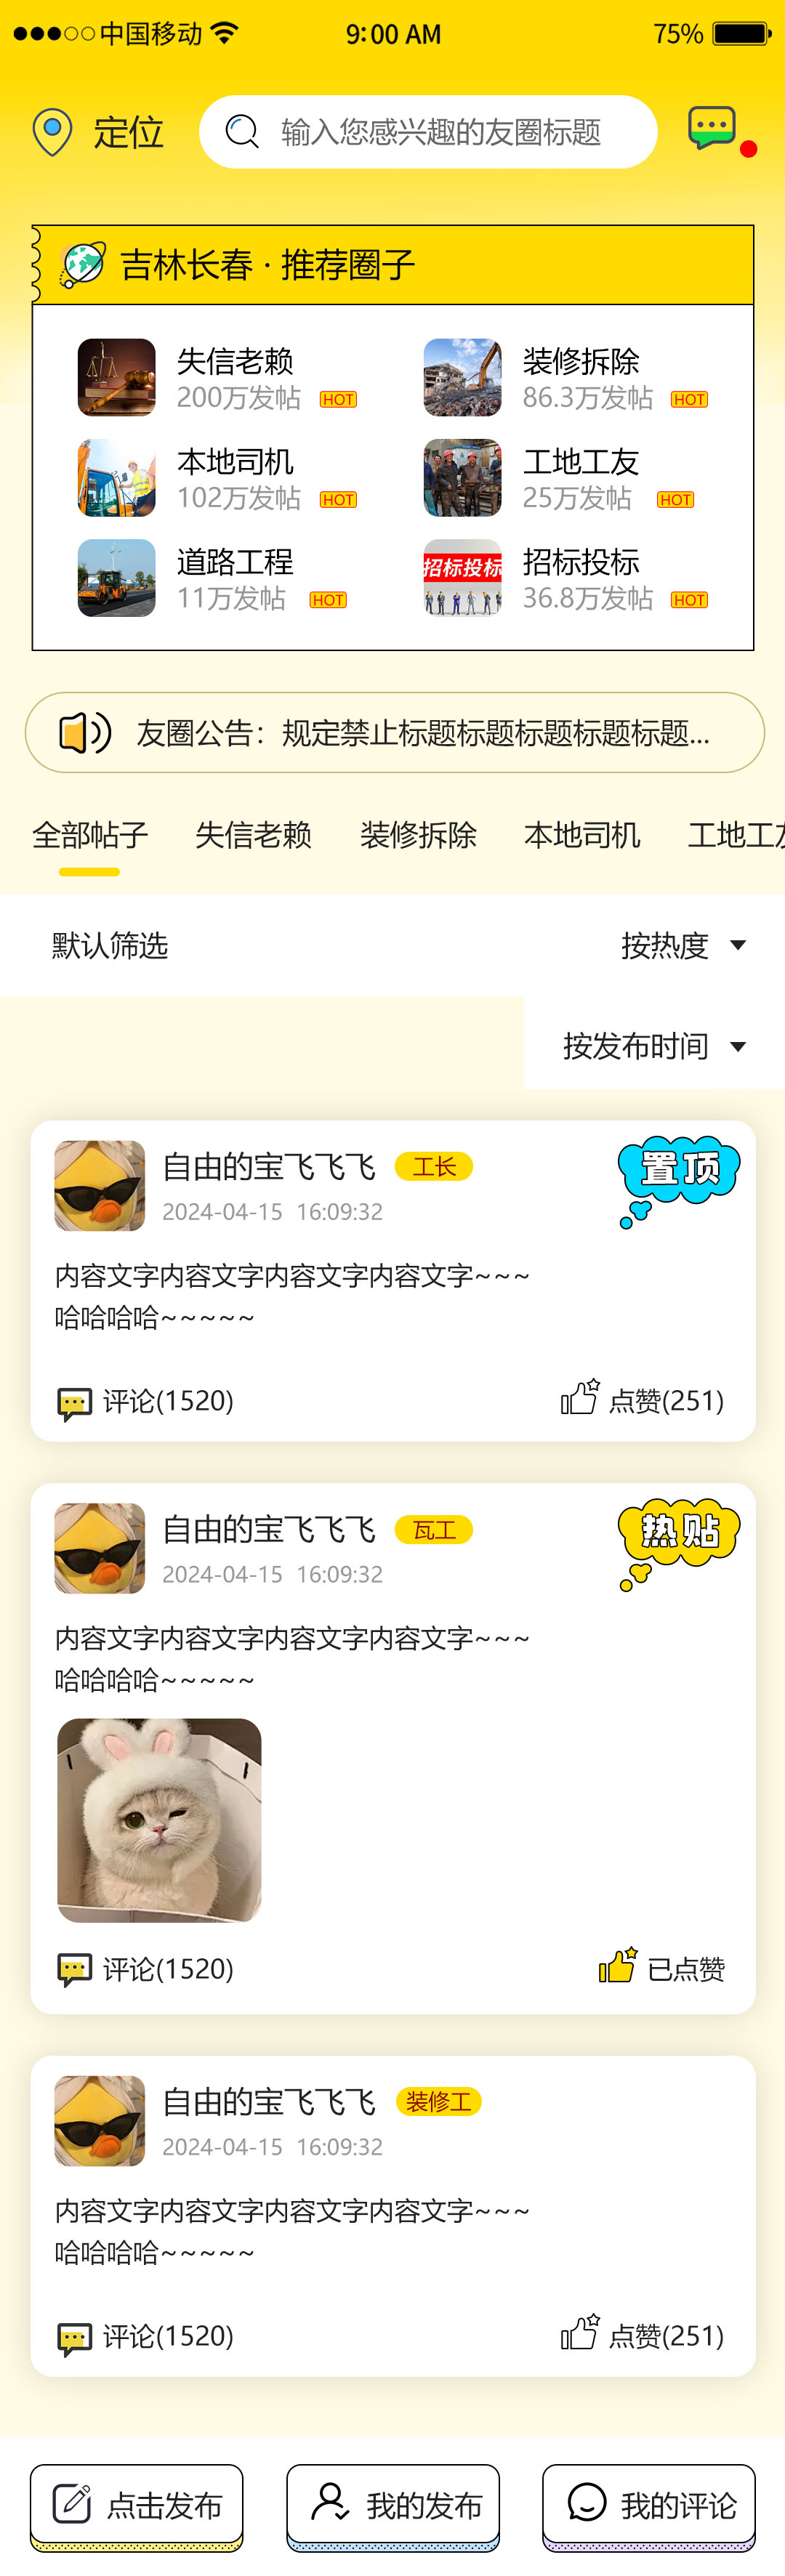 中国移动 9:00 AM 75%
定位 输入您感兴趣的友圈标题
吉林长春 · 推荐圈子
失信老赖 装修拆除
200万发帖 HOT 86.3万发帖 HOT
本地司机 工地工友
102万发帖 HOT 25万发帖 HOT
道路工程 招标投标 招标投标
11万发帖 HOT 36.8万发帖 HOT
友圈公告：规定禁止标题标题标题标题标题...
全部帖子 失信老赖 装修拆除 本地司机 工地工友
默认筛选 按热度
按发布时间
自由的宝飞飞飞 工长 置顶
2024-04-15 16:09:32
内容文字内容文字内容文字内容文字~~~
哈哈哈哈~~~~~
评论(1520) 点赞(251)
自由的宝飞飞飞 瓦工 热贴
2024-04-15 16:09:32
内容文字内容文字内容文字内容文字~~~
哈哈哈哈~~~~~
评论(1520) 已点赞
自由的宝飞飞飞 装修工
2024-04-15 16:09:32
内容文字内容文字内容文字内容文字~~~
哈哈哈哈~~~~~
评论(1520) 点赞(251)
点击发布 我的发布 我的评论